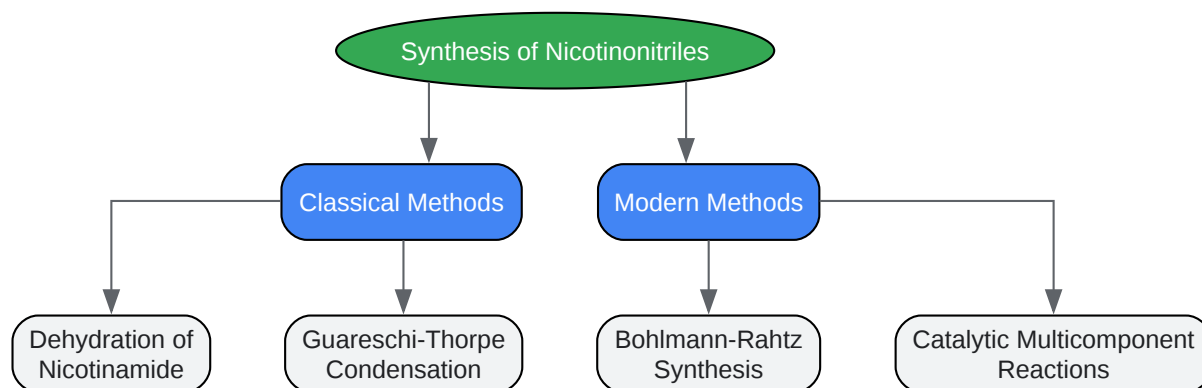 Synthesis of Nicotinonitriles
Classical Methods
Modern Methods
Dehydration of
Nicotinamide
Guareschi-Thorpe
Condensation
Bohlmann-Rahtz
Synthesis
Catalytic Multicomponent
Reactions